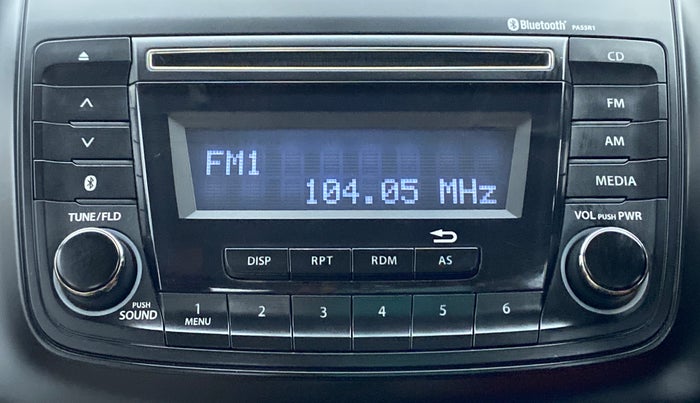 Bluetooth®
PA5SR1
CD
FM
AM
MEDIA
FM1
104.05 MHz
TUNE/FLD
PUSH
SOUND
VOL PUSH PWR
DISP
RPT
RDM
AS
1
MENU
2
3
4
5
6